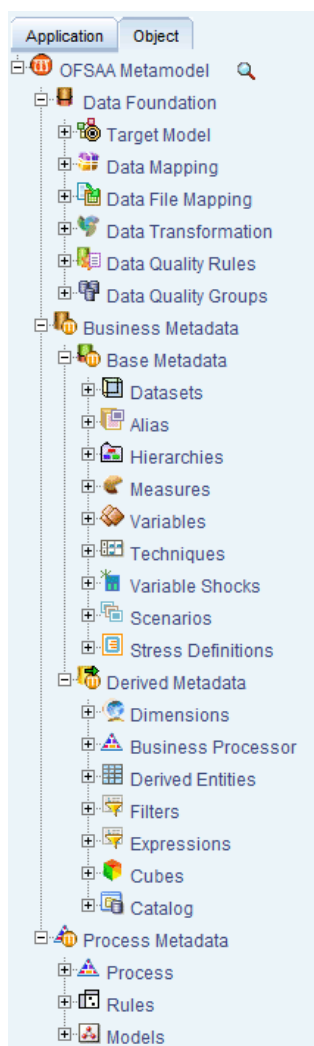 Application Object
OFSAA Metamodel
Data Foundation
Target Model
Data Mapping
Data File Mapping
Data Transformation
Data Quality Rules
Data Quality Groups
Business Metadata
Base Metadata
Datasets
Alias
Hierarchies
Measures
Variables
Techniques
Variable Shocks
Scenarios
Stress Definitions
Derived Metadata
Dimensions
Business Processor
Derived Entities
Filters
Expressions
Cubes
Catalog
Process Metadata
Process
Rules
Models